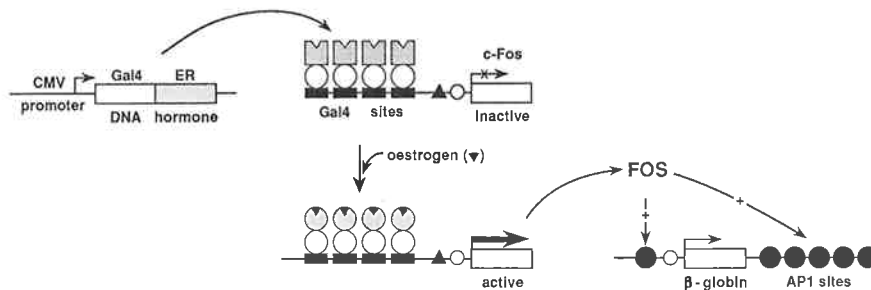 CMV
promoter
Gal4 ER
DNA hormone
c-Fos
x
Gal4 sites
Inactive
oestrogen (▼)
active
FOS
+
+
β-globin
AP1 sites